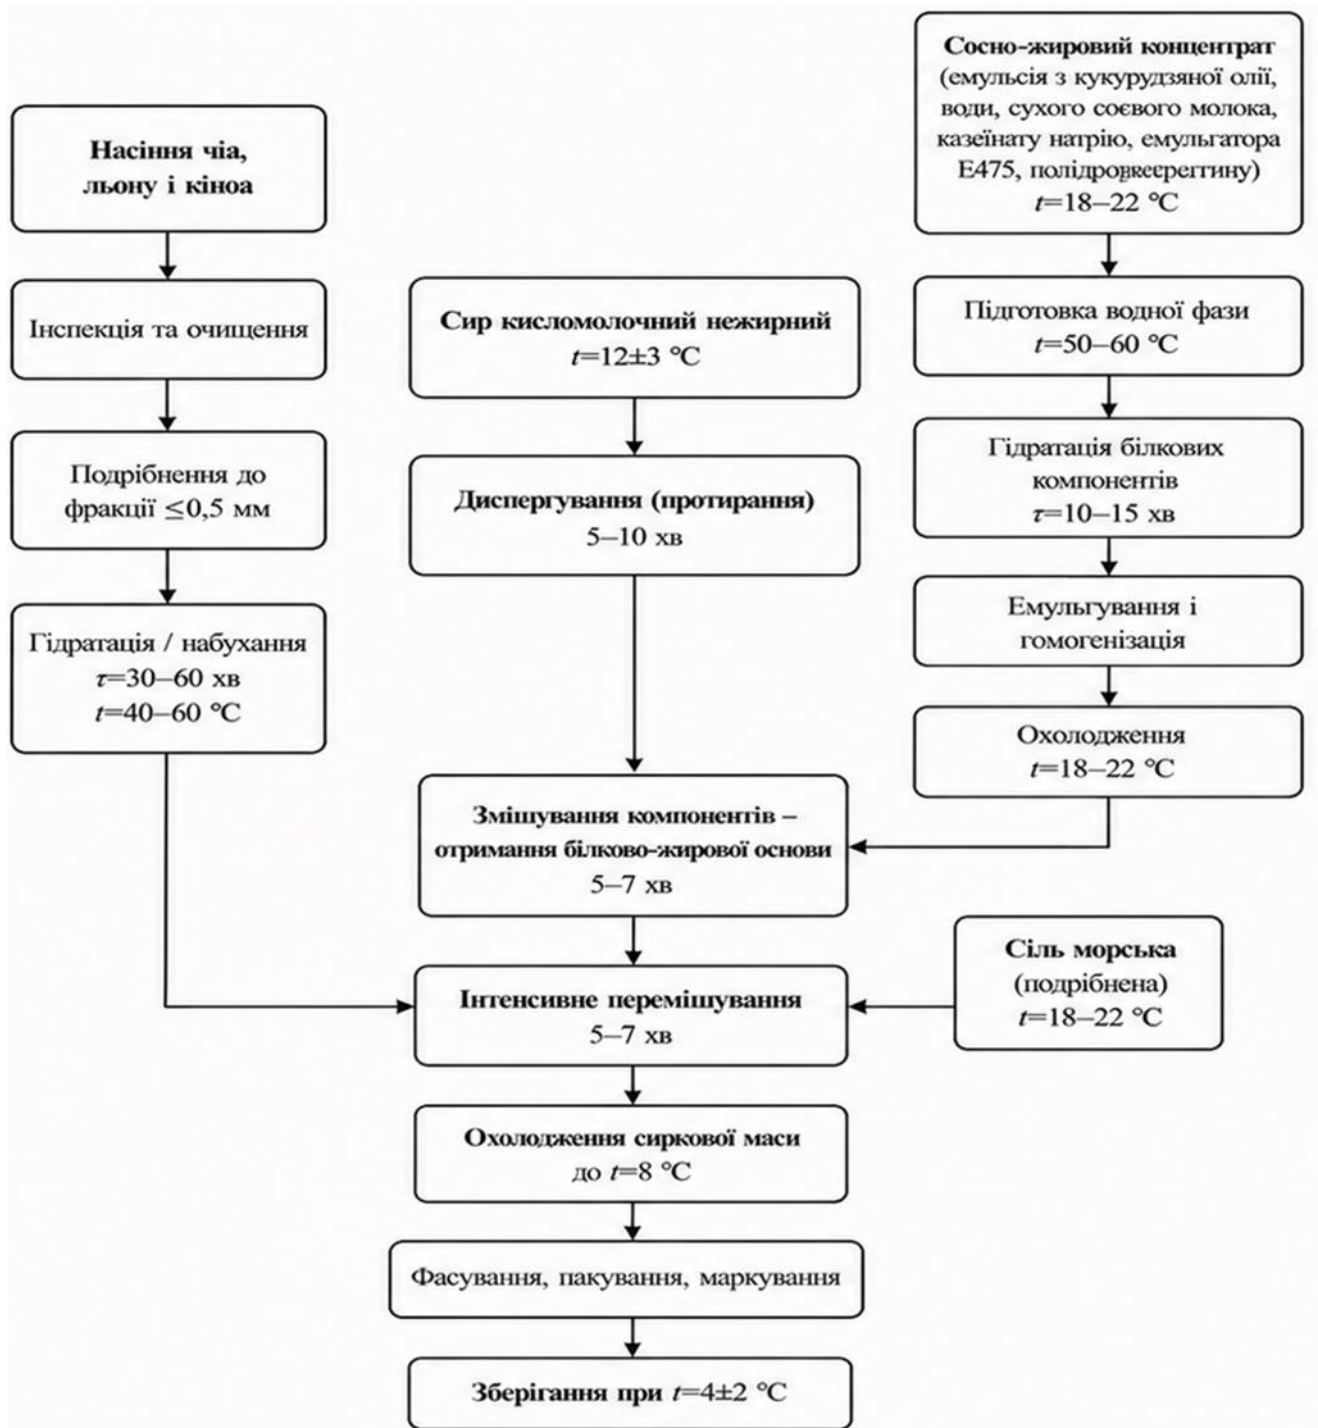 Насіння чіа,
льону і кіноа
Інспекція та очищення
Подрібнення до
фракції ≤0,5 мм
Гідратація / набухання
τ=30–60 хв
t=40–60 °C
Сир кисломолочний нежирний
t=12±3 °C
Диспергування (протирання)
5–10 хв
Сосно-жировий концентрат
(емульсія з кукурудзяної олії,
води, сухого соєвого молока,
казеїнату натрію, емульгатора
E475,
t=18–22 °C
Підготовка водної фази
t=50–60 °C
Гідратація білкових
компонентів
τ=10–15 хв
Емульгування і
гомогенізація
Охолодження
t=18–22 °C
Змішування компонентів –
отримання білково-жирової основи
5–7 хв
Сіль морська
(подрібнена)
t=18–22 °C
Інтенсивне перемішування
5–7 хв
Охолодження сиркової маси
до t=8 °C
Фасування, пакування, маркування
Зберігання при t=4±2 °C